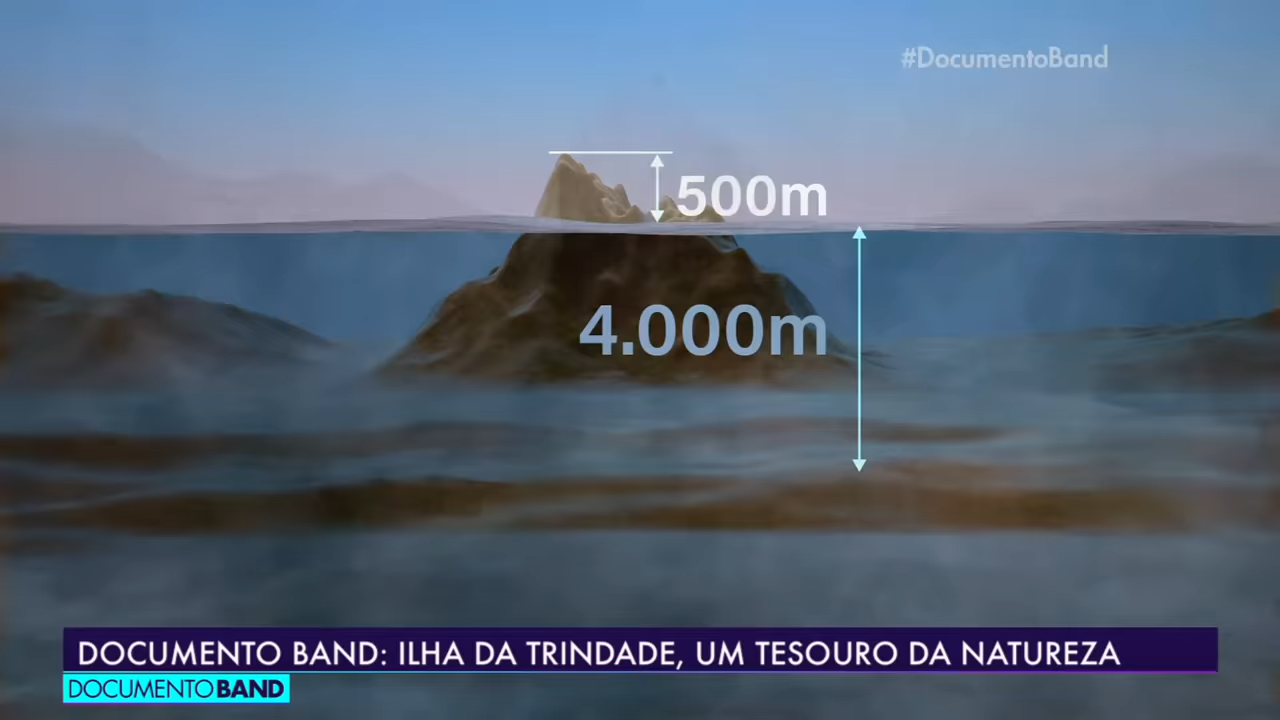 #DocumentoBand
500m
4.000m
DOCUMENTO BAND: ILHA DA TRINDADE, UM TESOURO DA NATUREZA
DOCUMENTOBAND